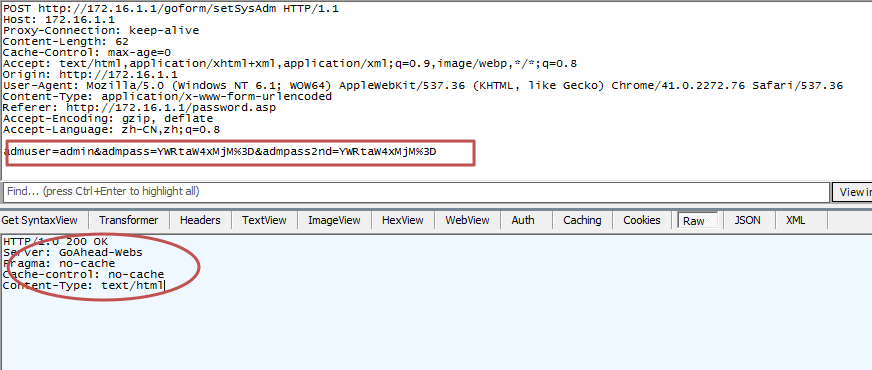 POST http://172.16.1.1/goform/setSysAdm HTTP/1.1
Host: 172.16.1.1
Proxy-Connection: keep-alive
Content-Length: 62
Cache-Control: max-age=0
Accept: text/html,application/xhtml+xml,application/xml;q=0.9,image/webp,*/*;q=0.8
Origin: http://172.16.1.1
User-Agent: Mozilla/5.0 (Windows NT 6.1; WOW64) AppleWebKit/537.36 (KHTML, like Gecko) Chrome/41.0.2272.76 Safari/537.36
Content-Type: application/x-www-form-urlencoded
Referer: http://172.16.1.1/password.asp
Accept-Encoding: gzip, deflate
Accept-Language: zh-CN,zh;q=0.8
admuser=admin&admpass=YWRtaW4xMjM%3D&admpass2nd=YWRtaW4xMjM%3D
Find... (press Ctrl+Enter to highlight all) View in
Get SyntaxView Transformer Headers TextView ImageView HexView WebView Auth Caching Cookies Raw JSON XML
HTTP/1.0 200 OK
Server: GoAhead-Webs
Pragma: no-cache
Cache-control: no-cache
Content-Type: text/html